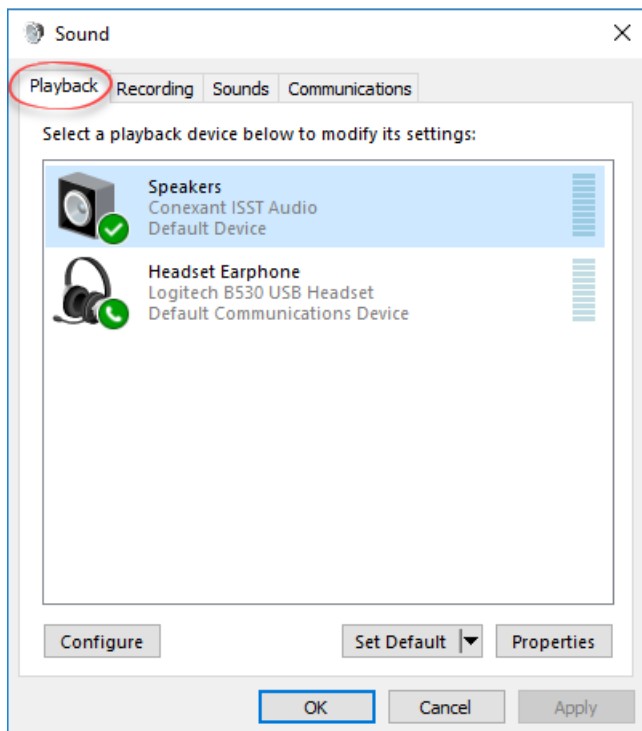 Sound
Playback Recording Sounds Communications
Select a playback device below to modify its settings:
Speakers
Conexant ISST Audio
Default Device
Headset Earphone
Logitech B530 USB Headset
Default Communications Device
Configure Set Default Properties
OK Cancel Apply